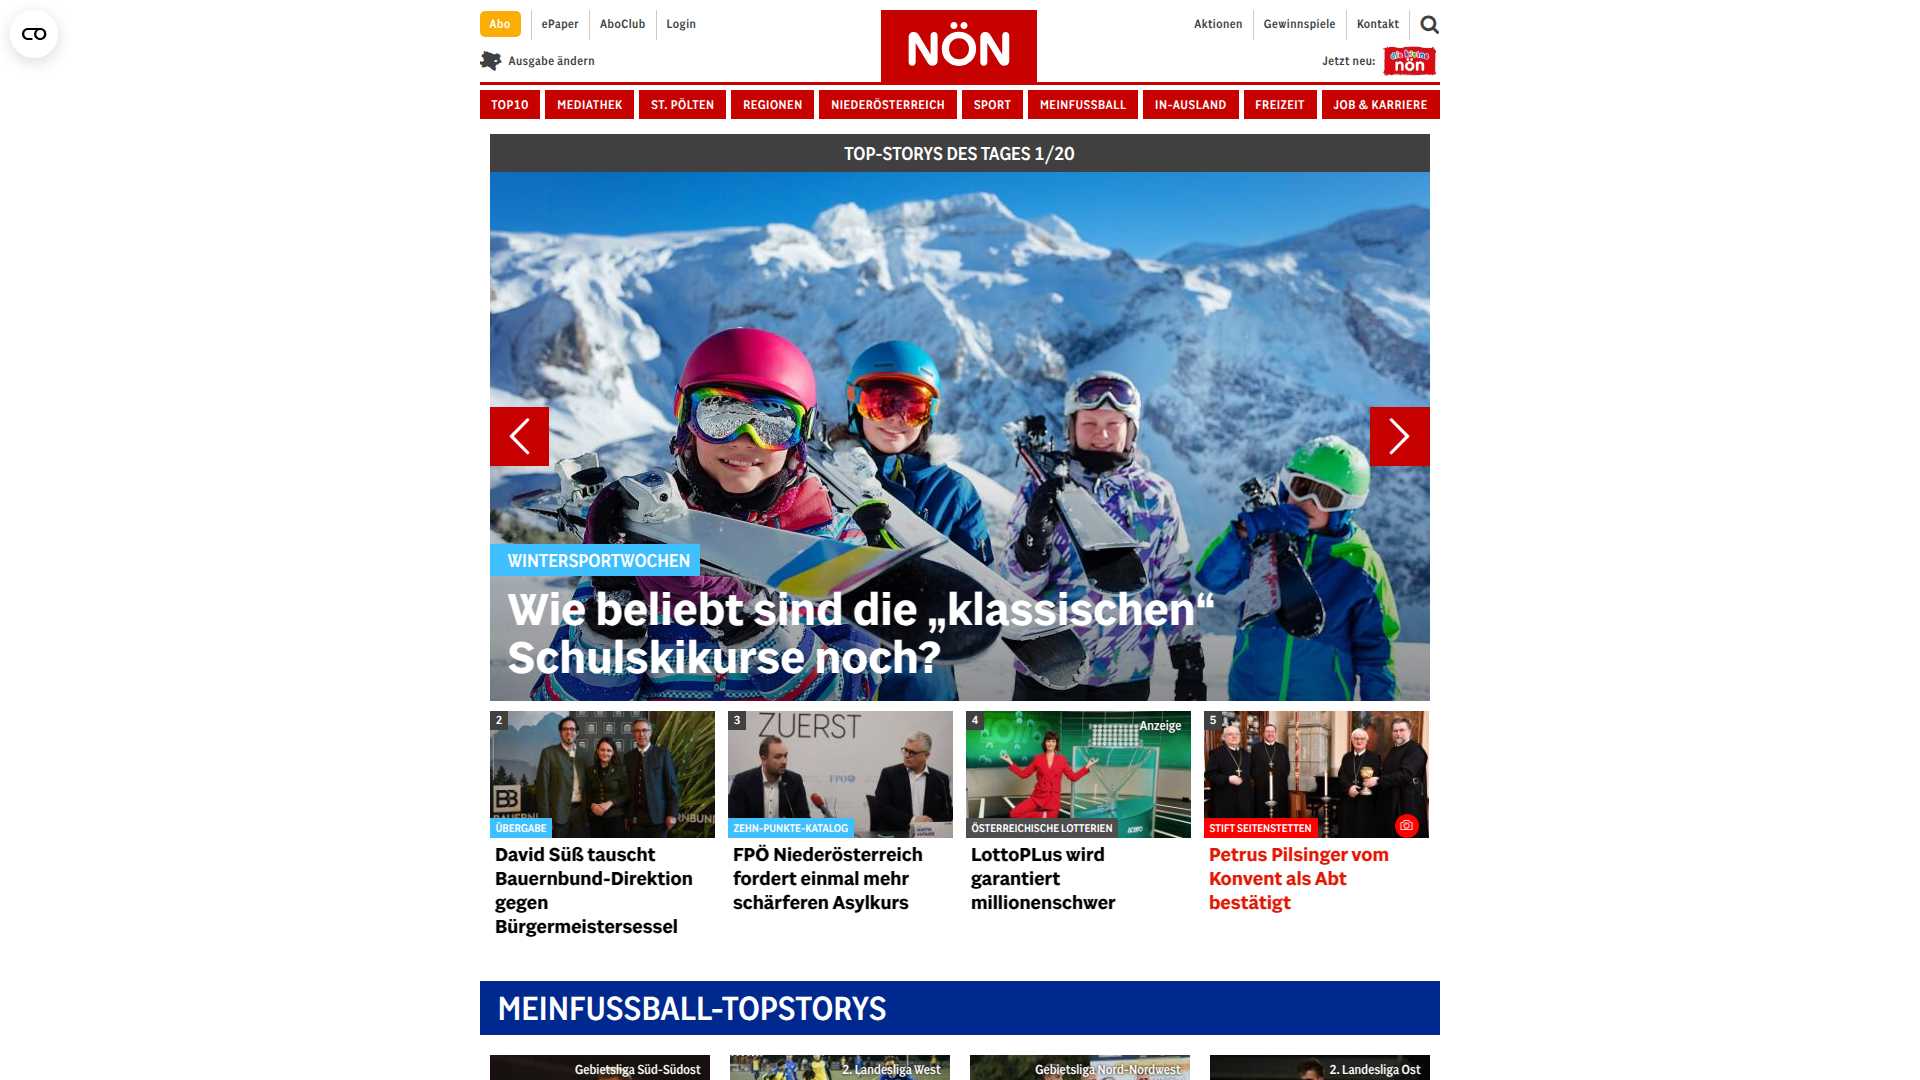 Abo
ePaper
AboClub
Login
NÖN
Aktionen
Gewinnspiele
Kontakt
Ausgabe ändern
Jetzt neu:
die kleine
nön
TOP10
MEDIATHEK
ST. PÖLTEN
REGIONEN
NIEDERÖSTERREICH
SPORT
MEINFUSSBALL
IN-AUSLAND
FREIZEIT
JOB & KARRIERE
TOP-STORYS DES TAGES 1/20
WINTERSPORTWOCHEN
Wie beliebt sind die „klassischen“
Schulskikurse noch?
2
ÜBERGABE
David Süß tauscht
Bauernbund-Direktion
gegen
Bürgermeistersessel
3
ZUERST
FPÖ
ZEHN-PUNKTE-KATALOG
FPÖ Niederösterreich
fordert einmal mehr
schärferen Asylkurs
4
Anzeige
ÖSTERREICHISCHE LOTTERIEN
LottoPLus wird
garantiert
millionenschwer
5
STIFT SEITENSTETTEN
Petrus Pilsinger vom
Konvent als Abt
bestätigt
MEINFUSSBALL-TOPSTORYS
Gebietsliga Süd-Südost
2. Landesliga West
Gebietsliga Nord-Nordwest
2. Landesliga Ost